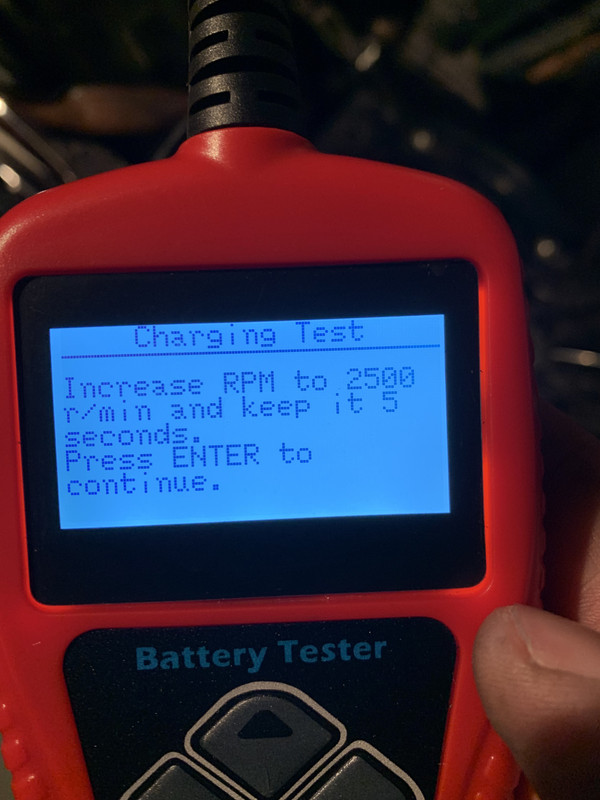 Charging Test
Increase RPM to 2500
r/min and keep it 5
seconds.
Press ENTER to
continue.
Battery Tester